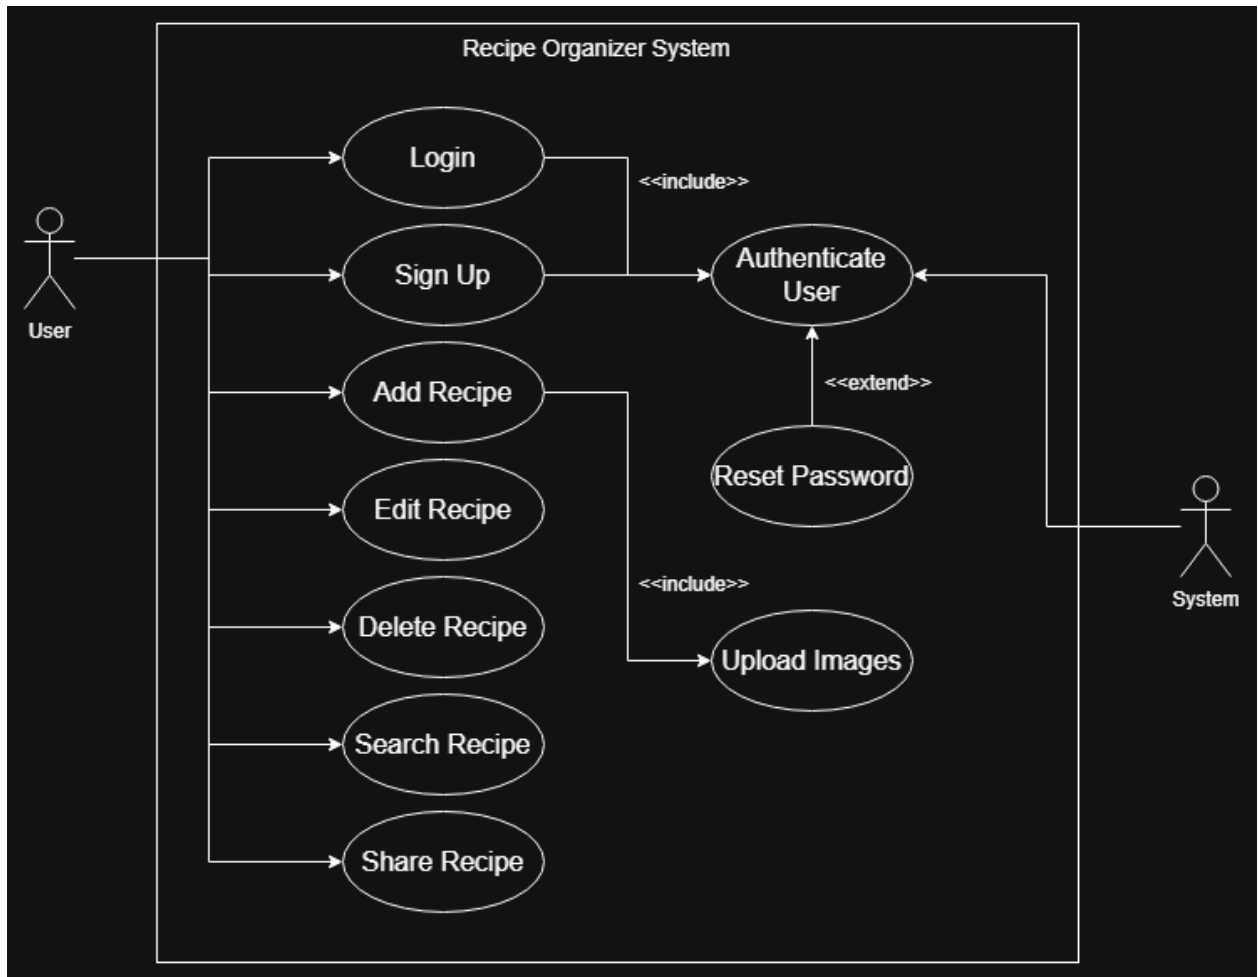 Recipe Organizer System
Login
<<include>>
Sign Up
Authenticate
User
User
Add Recipe
<<extend>>
Reset Password
Edit Recipe
<<include>>
System
Delete Recipe
Upload Images
Search Recipe
Share Recipe